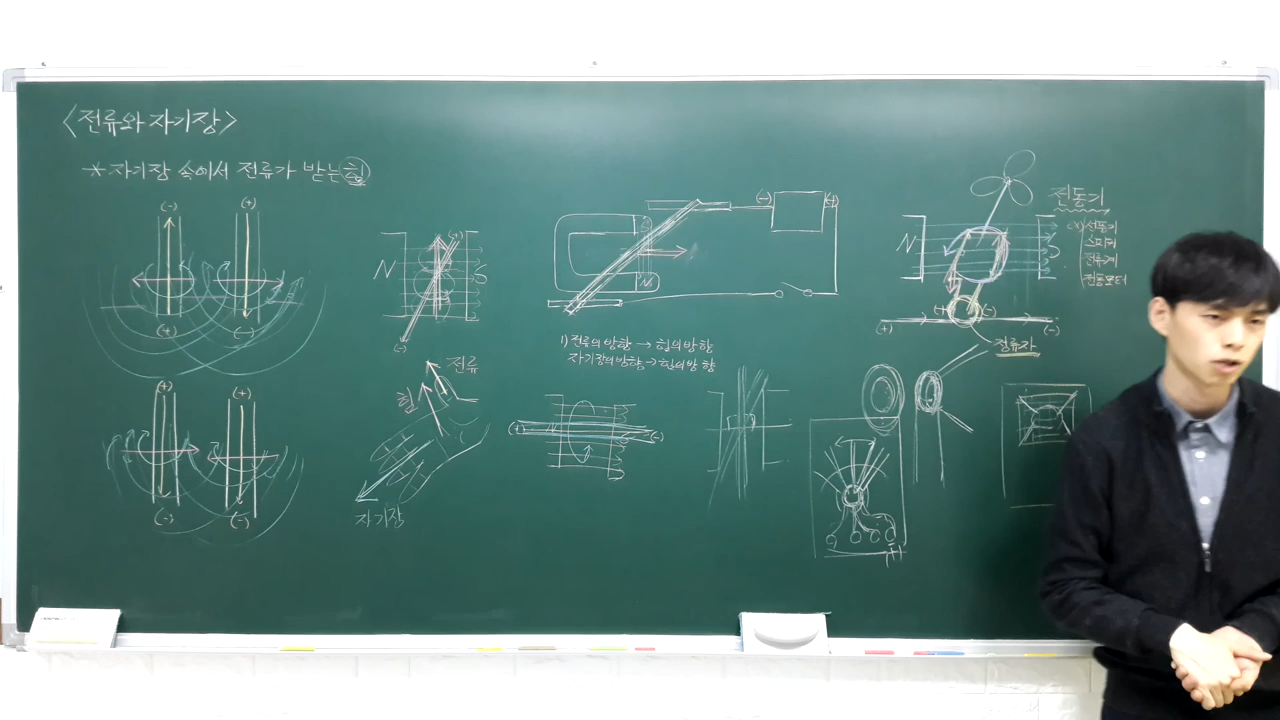 <전류와 자기장>
* 자기장 속에서 전류가 받는 힘
(-) (+)
(+) (-)
(+) (+)
(-) (-)
N S
(+)
(-)
전류
힘
자기장
(-) (+)
N
1) 전류의 방향 → 힘의 방향
자기장의 방향 → 힘의 방향
(+) (-)
전동기
선풍기
스피커
전류계
전동모터
N S
(+) (-)
(+) (-)
정류자
(+)